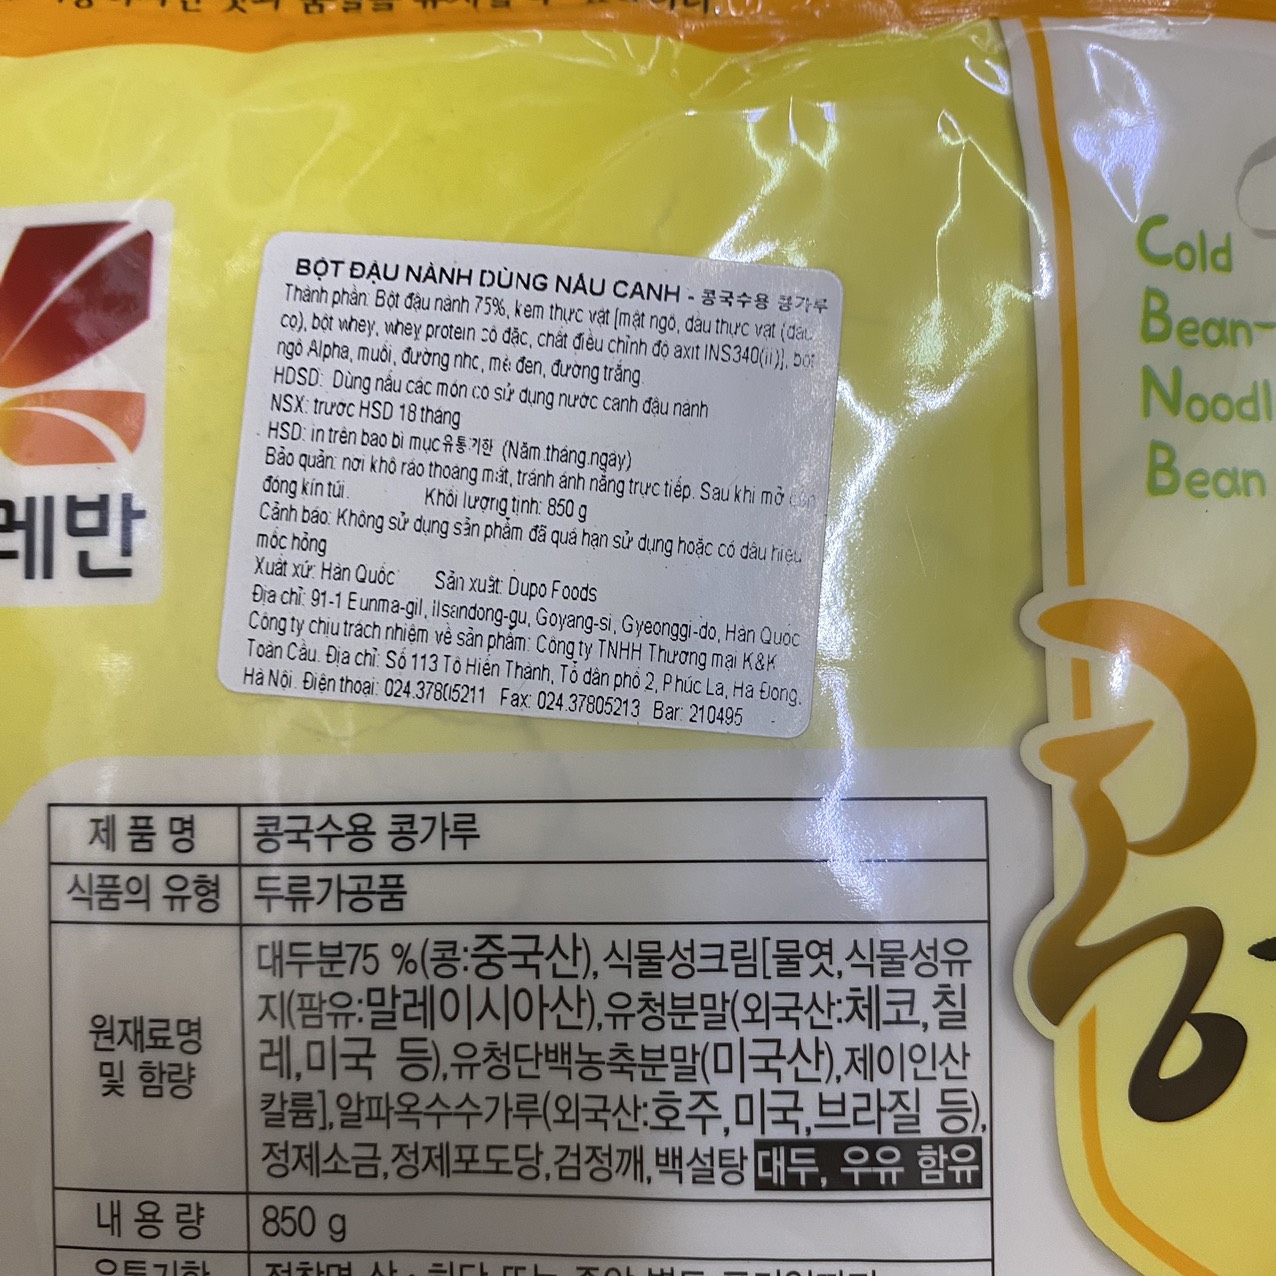 레반
BỘT ĐẬU NÀNH DÙNG NẤU CANH - 콩국수용 콩가루
Thành phần: Bột đậu nành 75%, kem thực vật [mật ngô, dầu thực vật (dầu
cọ), bột whey, whey protein cô đặc, chất điều chỉnh độ axit INS340(ii)], bột
ngô Alpha, muối, đường nho, mè đen, đường trắng.
HDSD: Dùng nấu các món có sử dụng nước canh đậu nành
NSX: trước HSD 18 tháng
HSD: in trên bao bì mục 유통기한 (Năm.tháng.ngày)
Bảo quản: nơi khô ráo thoáng mát, tránh ánh nắng trực tiếp. Sau khi mở cần
đóng kín túi. Khối lượng tịnh: 850 g
Cảnh báo: Không sử dụng sản phẩm đã quá hạn sử dụng hoặc có dấu hiệu
mốc hỏng
Xuất xứ: Hàn Quốc Sản xuất: Dupo Foods
Địa chỉ: 91-1 Eunma-gil, ilsandong-gu, Goyang-si, Gyeonggi-do, Hàn Quốc
Công ty chịu trách nhiệm về sản phẩm: Công ty TNHH Thương mại K&K
Toàn Cầu. Địa chỉ: Số 113 Tô Hiến Thành, Tổ dân phố 2, Phúc La, Hà Đông.
Hà Nội. Điện thoại: 024.37805211 Fax: 024.37805213 Bar: 210495
Cold
Bean-
Noodl
Bean
콩
제 품 명 콩국수용 콩가루
식품의 유형 두류가공품
원재료명
및 함량
대두분75 %(콩:중국산), 식물성크림[물엿,식물성유
지(팜유:말레이시아산),유청분말(외국산:체코,칠
레,미국 등),유청단백농축분말(미국산),제이인산
칼륨],알파옥수수가루(외국산:호주,미국,브라질 등),
정제소금,정제포도당,검정깨,백설탕 대두, 우유 함유
내 용 량 850 g
유통기한